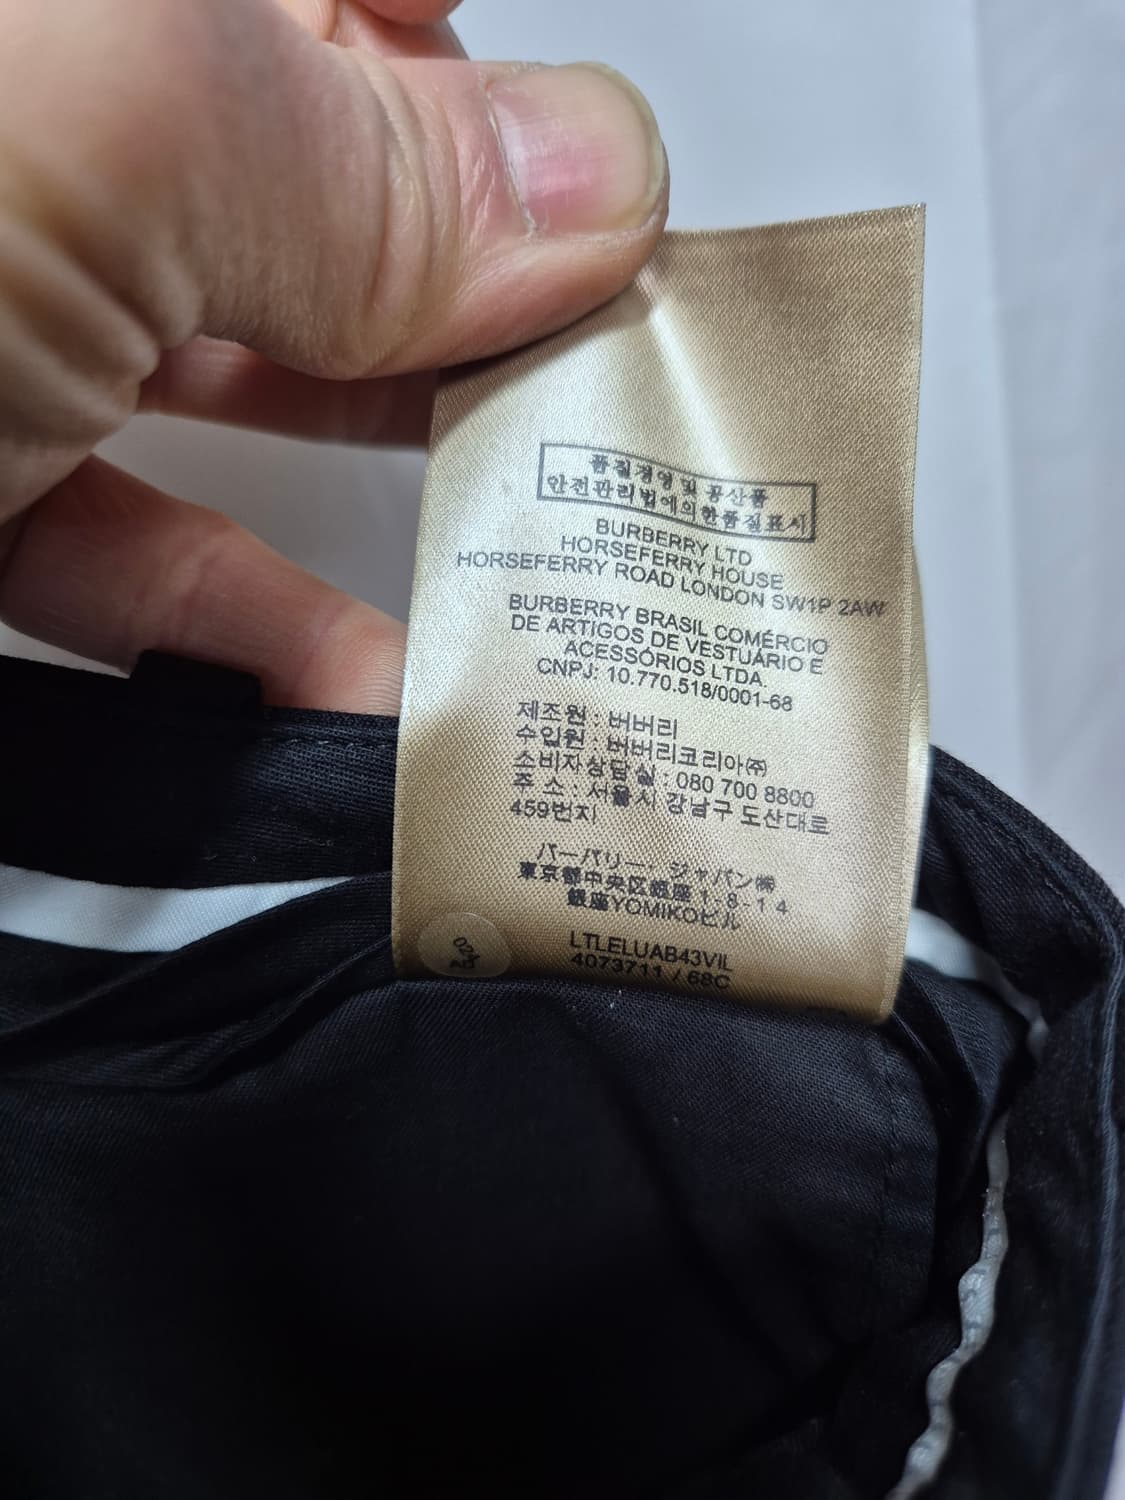 품질경영 및 공산품
안전관리법에의한품질표시
BURBERRY LTD
HORSEFERRY HOUSE
HORSEFERRY ROAD LONDON SW1P 2AW
BURBERRY BRASIL COMÉRCIO
DE ARTIGOS DE VESTUÁRIO E
ACESSÓRIOS LTDA.
CNPJ: 10.770.518/0001-68
제조원 : 버버리
수입원 : 버버리코리아㈜
소비자상담실 : 080 700 8800
주 소 : 서울시 강남구 도산대로
459번지
バーバリー・ジャパン㈱
東京都中央区銀座 1 - 8 - 1 4
銀座YOMIKOビル
LTLELUAB43VIL
4073711 / 68C